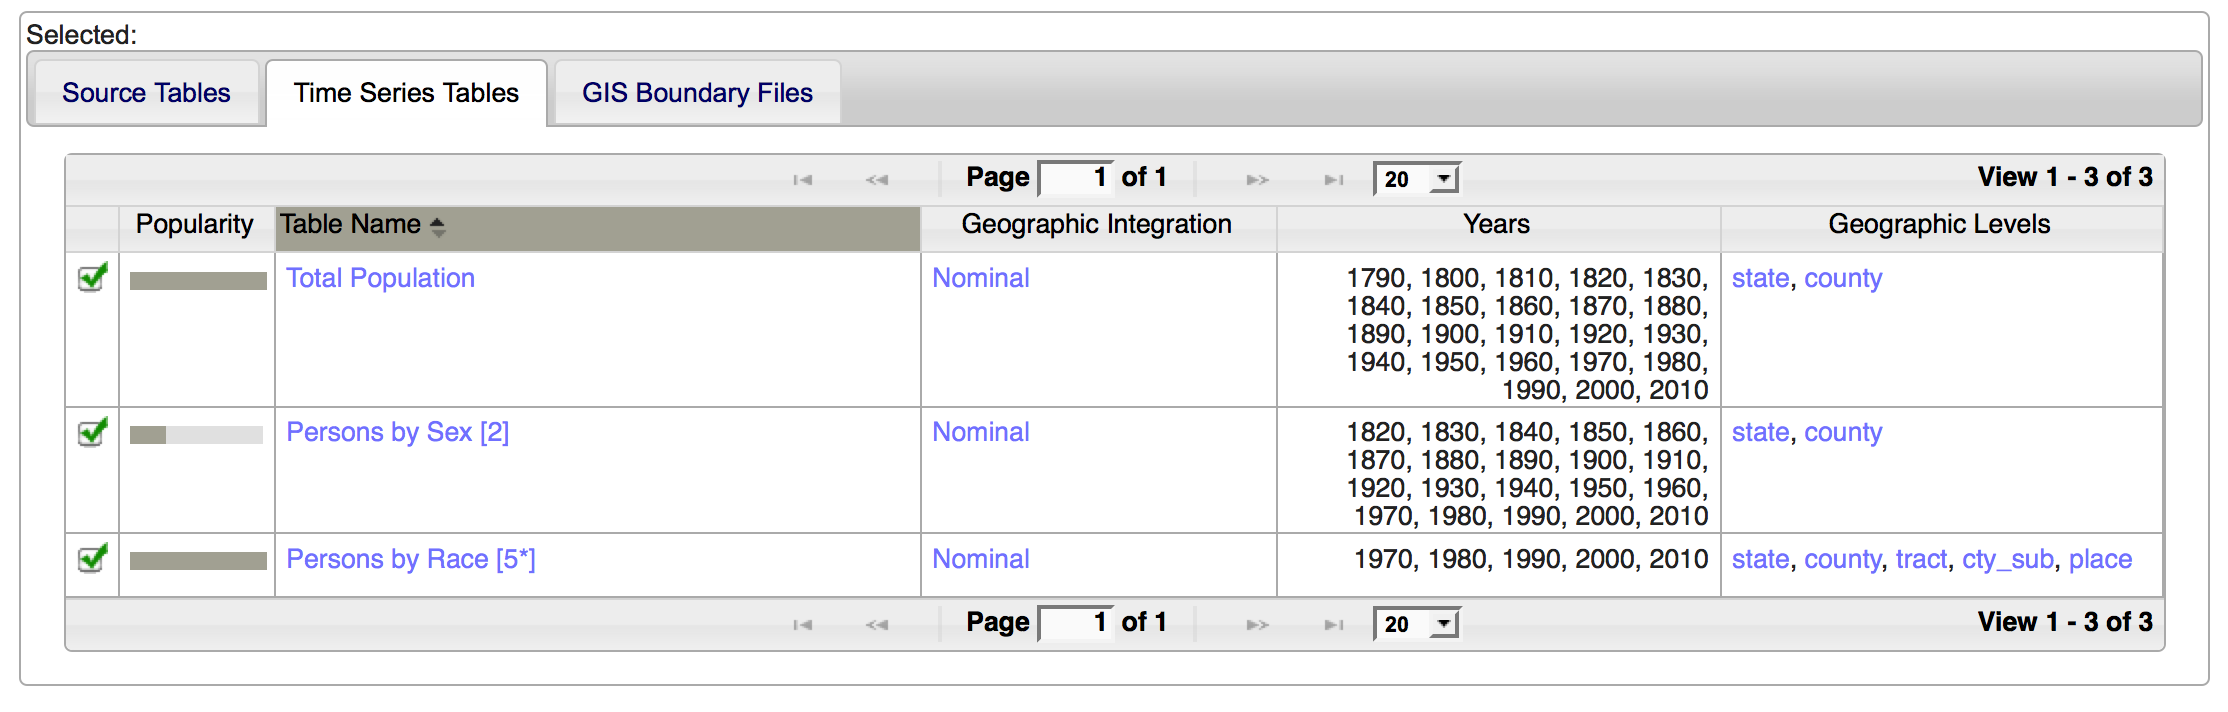 Selected:
Source Tables Time Series Tables GIS Boundary Files
Page 1 of 1 20 View 1 - 3 of 3
Popularity Table Name Geographic Integration Years Geographic Levels
Total Population Nominal 1790, 1800, 1810, 1820, 1830, state, county
1840, 1850, 1860, 1870, 1880,
1890, 1900, 1910, 1920, 1930,
1940, 1950, 1960, 1970, 1980,
1990, 2000, 2010
Persons by Sex [2] Nominal 1820, 1830, 1840, 1850, 1860, state, county
1870, 1880, 1890, 1900, 1910,
1920, 1930, 1940, 1950, 1960,
1970, 1980, 1990, 2000, 2010
Persons by Race [5*] Nominal 1970, 1980, 1990, 2000, 2010 state, county, tract, cty_sub, place
Page 1 of 1 20 View 1 - 3 of 3